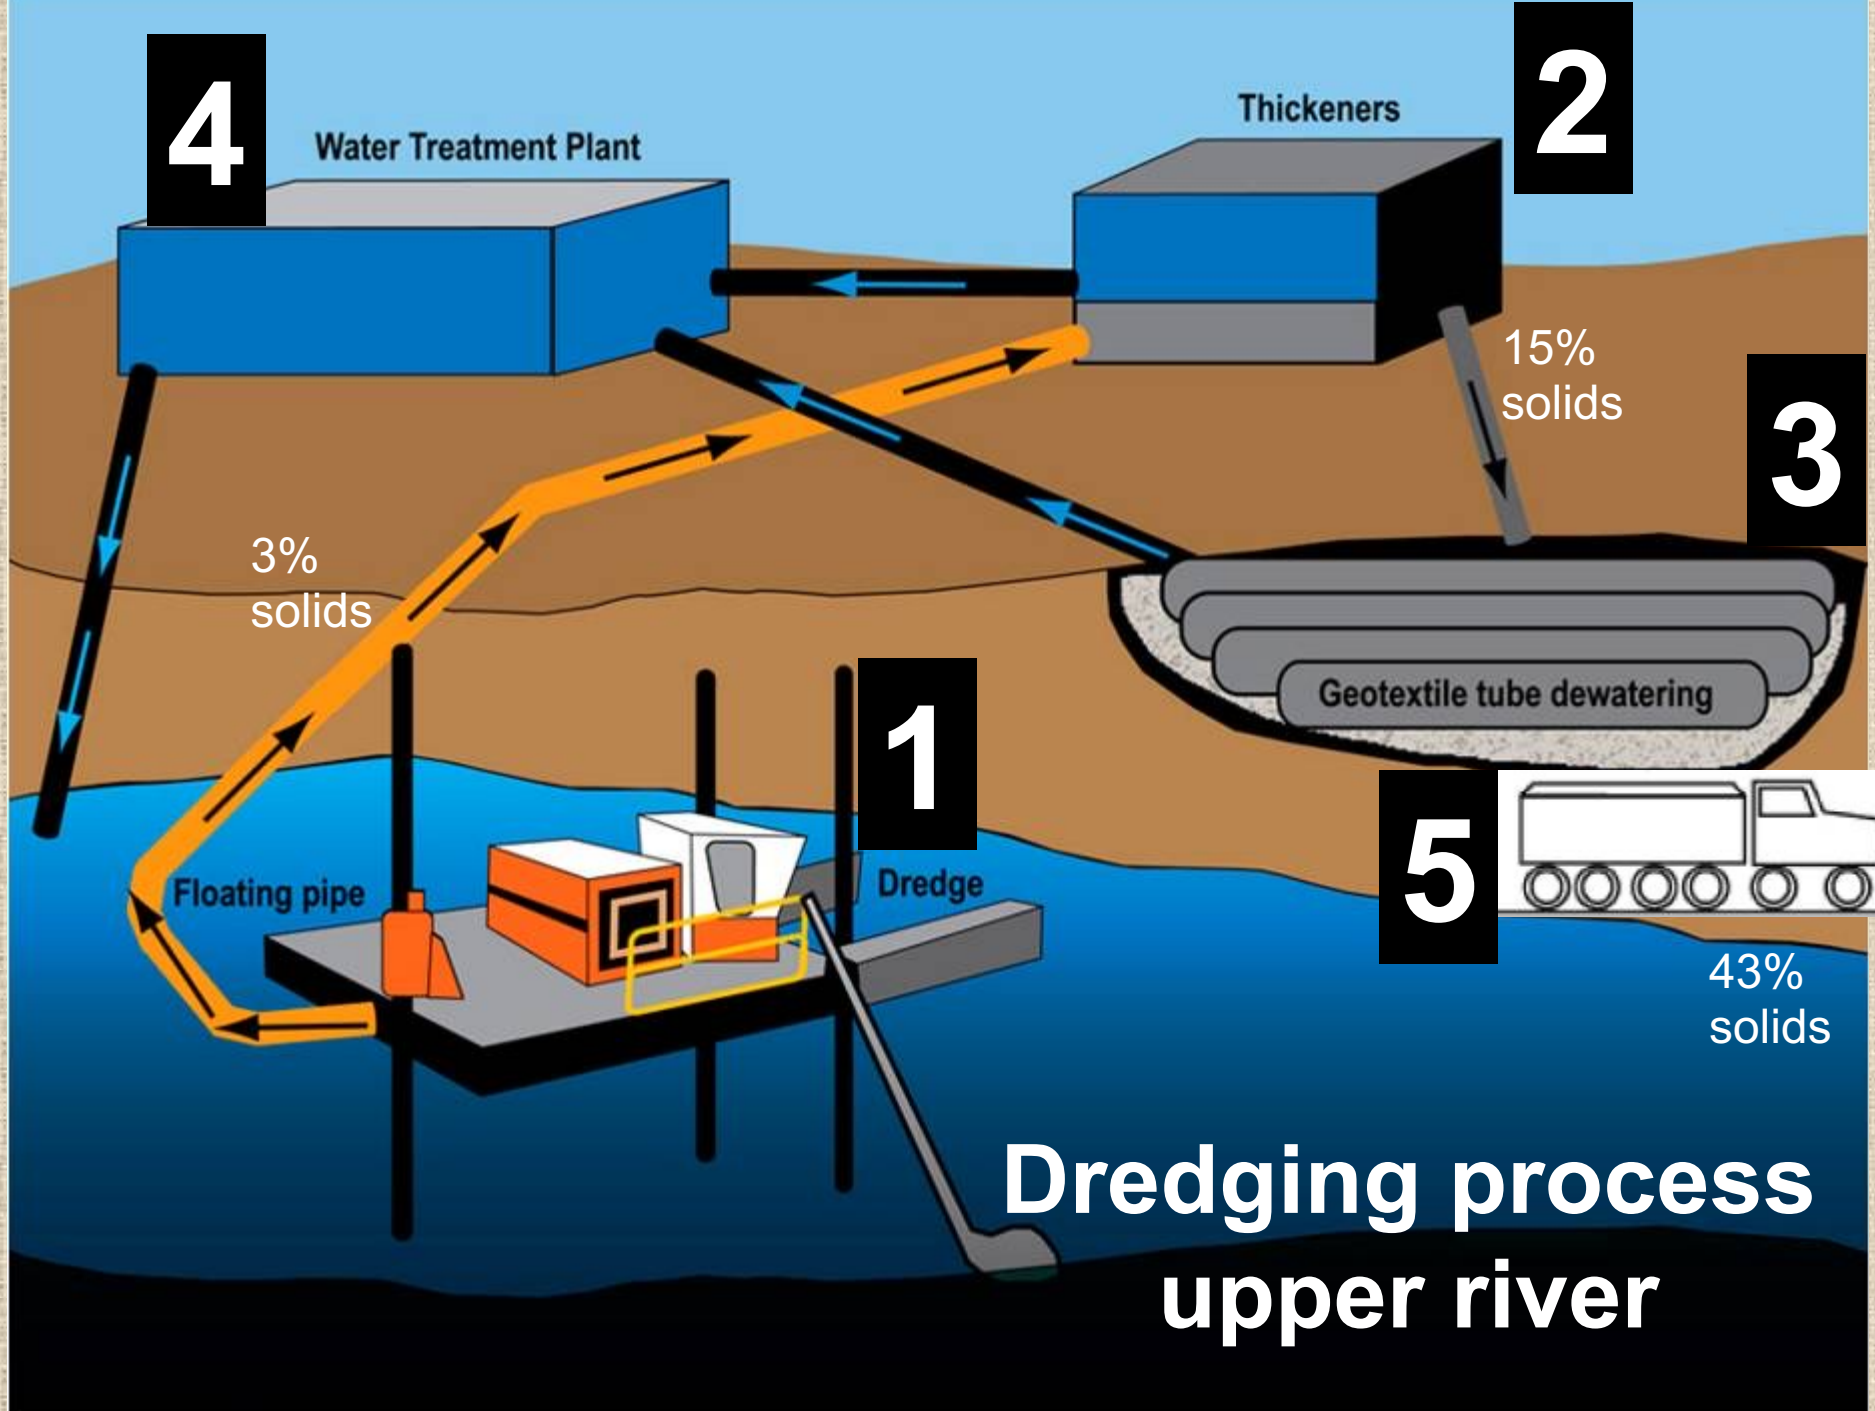 4
Water Treatment Plant
Thickeners
2
15%
solids
3
3%
solids
Geotextile tube dewatering
1
Floating pipe
Dredge
5
43%
solids
Dredging process
upper river